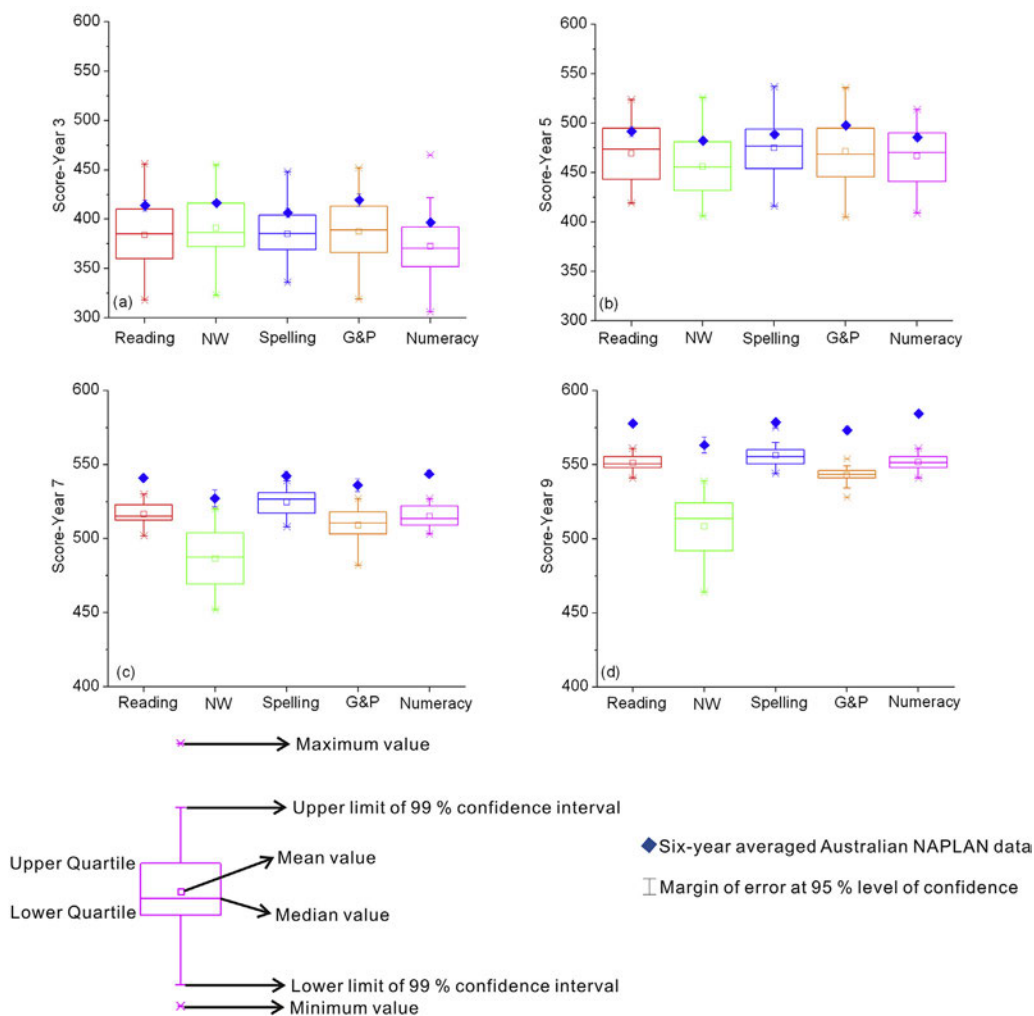 600
550
500
450
400
350
300
Score-Year 3
(a)
Reading NW Spelling G&P Numeracy
600
550
500
450
400
350
300
Score-Year 5
(b)
Reading NW Spelling G&P Numeracy
600
550
500
450
400
Score-Year 7
(c)
Reading NW Spelling G&P Numeracy
600
550
500
450
400
Score-Year 9
(d)
Reading NW Spelling G&P Numeracy
Maximum value
Upper limit of 99 % confidence interval
Upper Quartile
Mean value
Lower Quartile
Median value
Lower limit of 99 % confidence interval
Minimum value
Six-year averaged Australian NAPLAN data
Margin of error at 95 % level of confidence